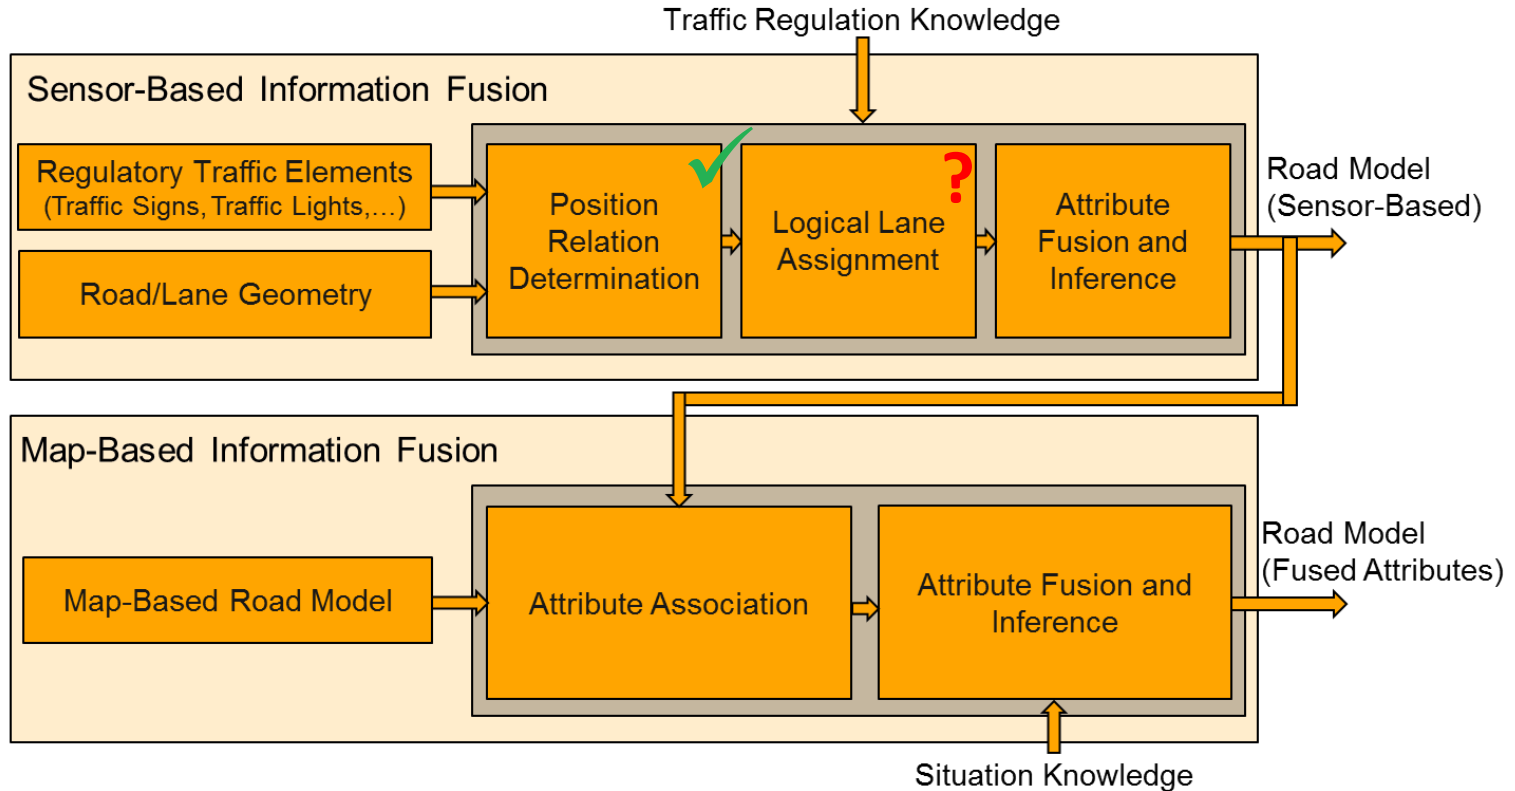 Traffic Regulation Knowledge
Sensor-Based Information Fusion
Regulatory Traffic Elements
(Traffic Signs, Traffic Lights,...)
Road/Lane Geometry
Position
Relation
Determination
Logical Lane
Assignment
?
Attribute
Fusion and
Inference
Road Model
(Sensor-Based)
Map-Based Information Fusion
Map-Based Road Model
Attribute Association
Attribute Fusion and
Inference
Road Model
(Fused Attributes)
Situation Knowledge